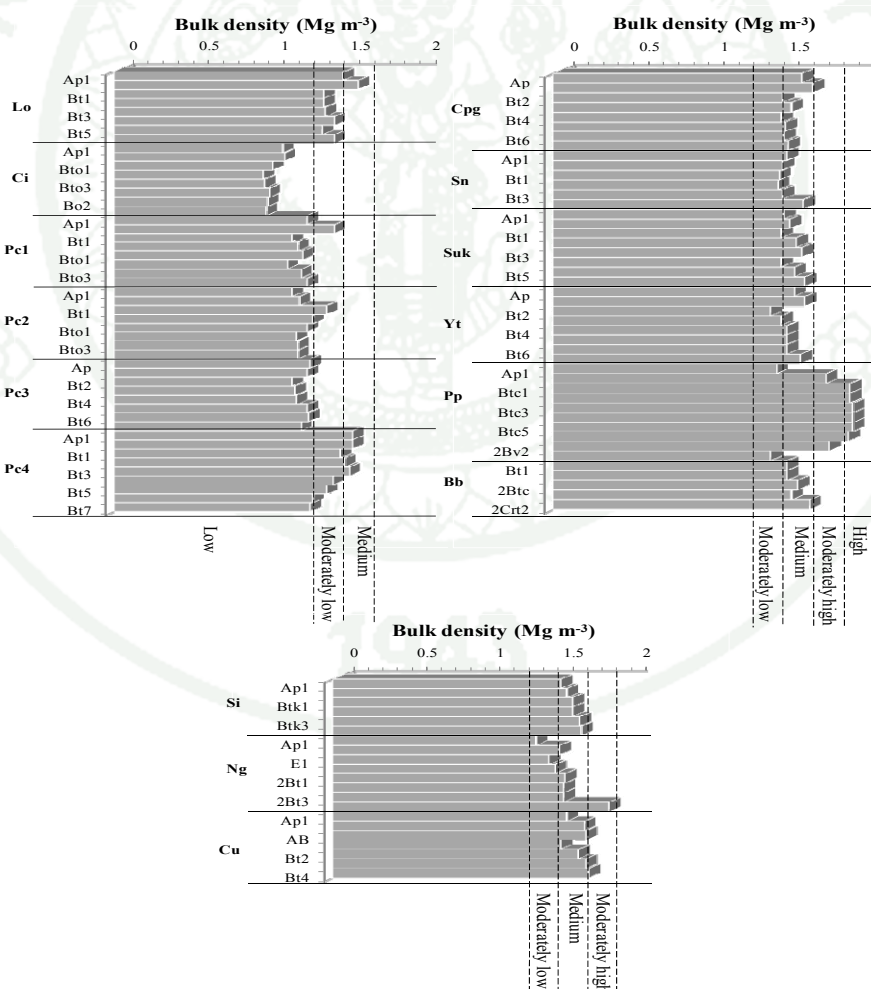 Bulk density (Mg m-3)
0 0.5 1 1.5 2
Lo
Ap1
Bt1
Bt3
Bt5
Ci
Ap1
Bto1
Bto3
Bo2
Pc1
Ap1
Bt1
Bto1
Bto3
Pc2
Ap1
Bt1
Bto1
Bto3
Pc3
Ap
Bt2
Bt4
Bt6
Pc4
Ap1
Bt1
Bt3
Bt5
Bt7
Low
Moderately low
Medium
Bulk density (Mg m-3)
0 0.5 1 1.5
Cpg
Ap
Bt2
Bt4
Bt6
Sn
Ap1
Bt1
Bt3
Suk
Ap1
Bt1
Bt3
Bt5
Yt
Ap
Bt2
Bt4
Bt6
Pp
Ap1
Btc1
Btc3
Btc5
2Bv2
Bb
Bt1
2Btc
2Crt2
Moderately low
Medium
Moderately high
High
1943
Bulk density (Mg m-3)
0 0.5 1 1.5 2
Si
Ap1
Btk1
Btk3
Ng
Ap1
E1
2Bt1
2Bt3
Cu
Ap1
AB
Bt2
Bt4
Moderately low
Medium
Moderately high